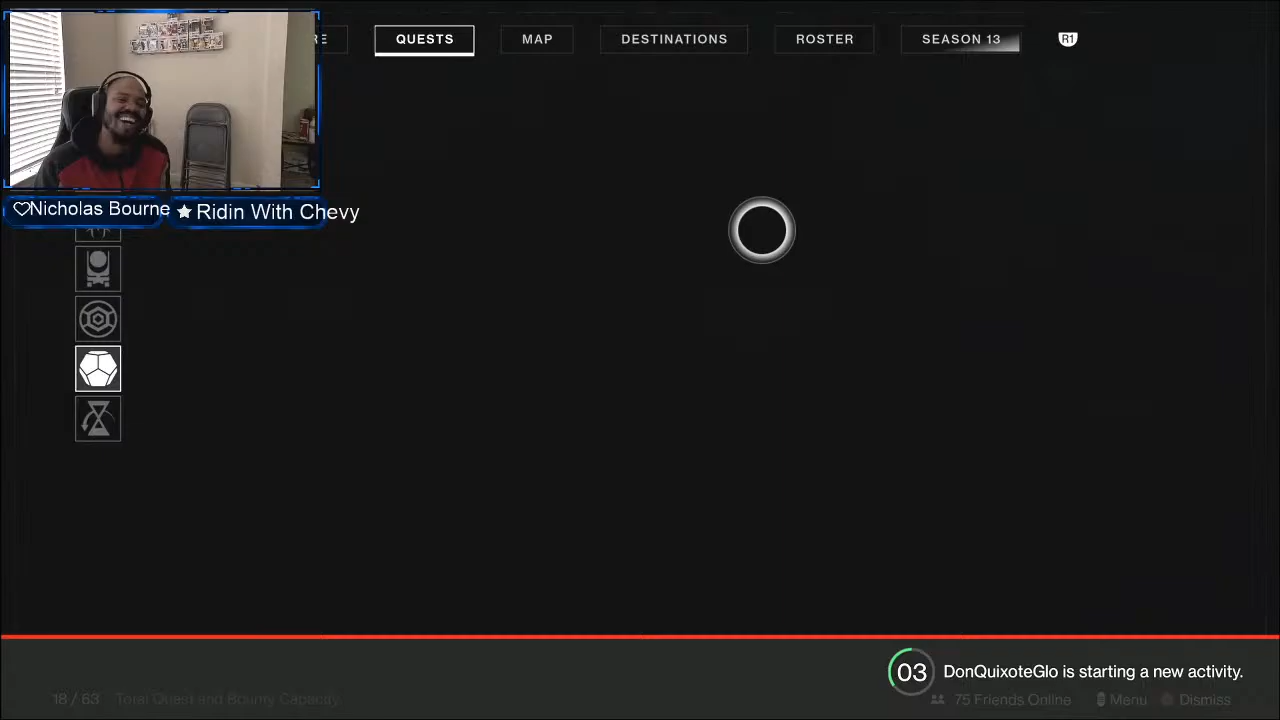 RE
QUESTS
MAP
DESTINATIONS
ROSTER
SEASON 13
R1
Nicholas Bourne
Ridin With Chevy
03
DonQuixoteGlo is starting a new activity.
18 / 63
Total Quest and Bounty Capacity
75 Friends Online
Menu
Dismiss